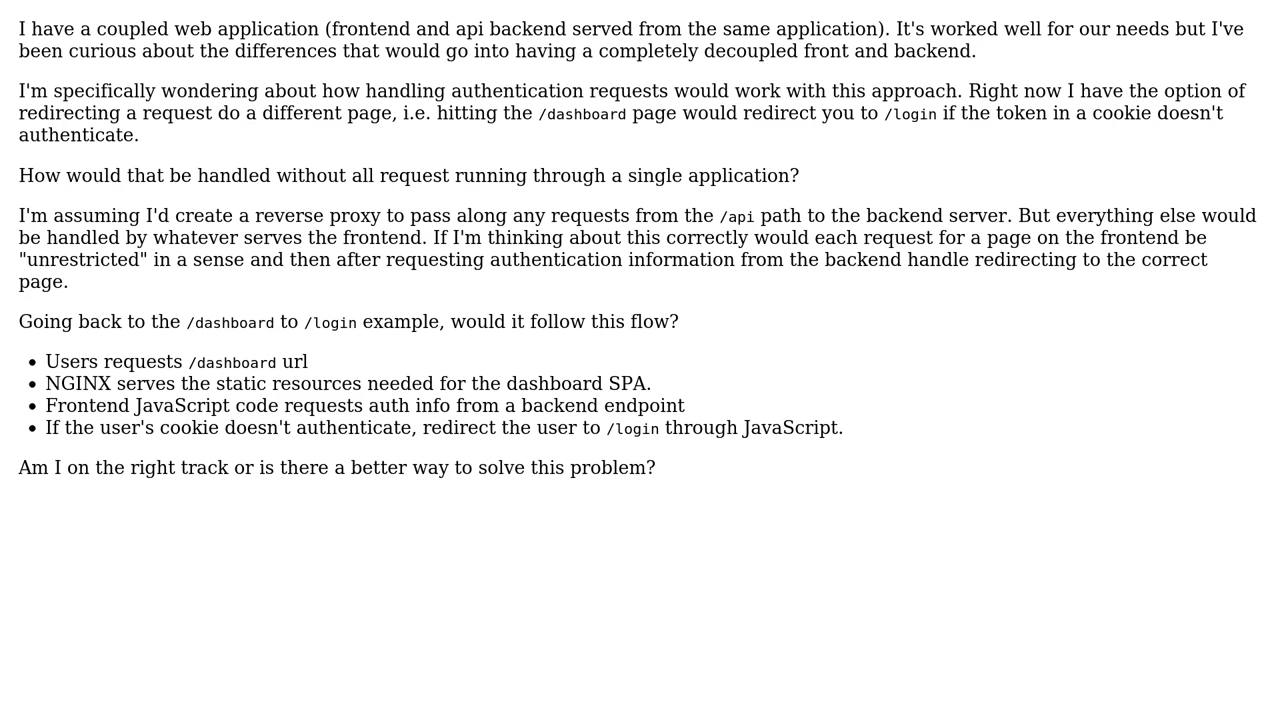 I have a coupled web application (frontend and api backend served from the same application). It's worked well for our needs but I've
been curious about the differences that would go into having a completely decoupled front and backend.
I'm specifically wondering about how handling authentication requests would work with this approach. Right now I have the option of
redirecting a request do a different page, i.e. hitting the /dashboard page would redirect you to /login if the token in a cookie doesn't
authenticate.
How would that be handled without all request running through a single application?
I'm assuming I'd create a reverse proxy to pass along any requests from the /api path to the backend server. But everything else would
be handled by whatever serves the frontend. If I'm thinking about this correctly would each request for a page on the frontend be
"unrestricted" in a sense and then after requesting authentication information from the backend handle redirecting to the correct
page.
Going back to the /dashboard to /login example, would it follow this flow?
• Users requests /dashboard url
• NGINX serves the static resources needed for the dashboard SPA.
• Frontend JavaScript code requests auth info from a backend endpoint
• If the user's cookie doesn't authenticate, redirect the user to /login through JavaScript.
Am I on the right track or is there a better way to solve this problem?